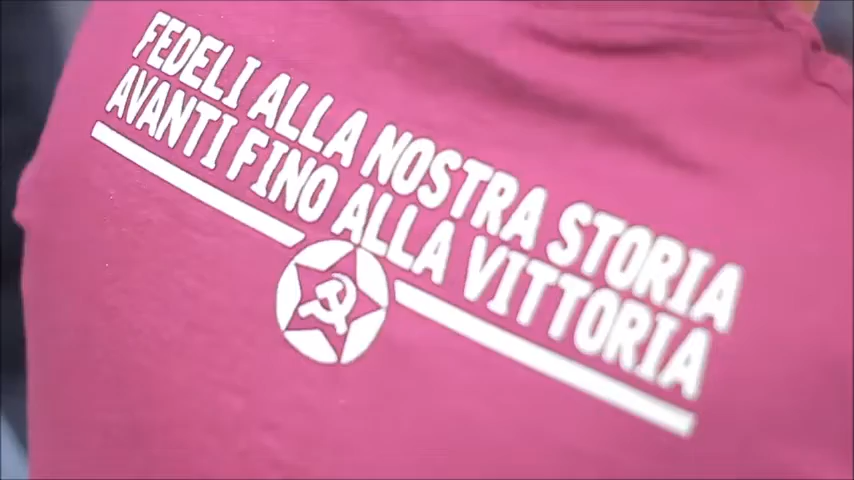 FEDELI ALLA NOSTRA STORIA
AVANTI FINO ALLA VITTORIA